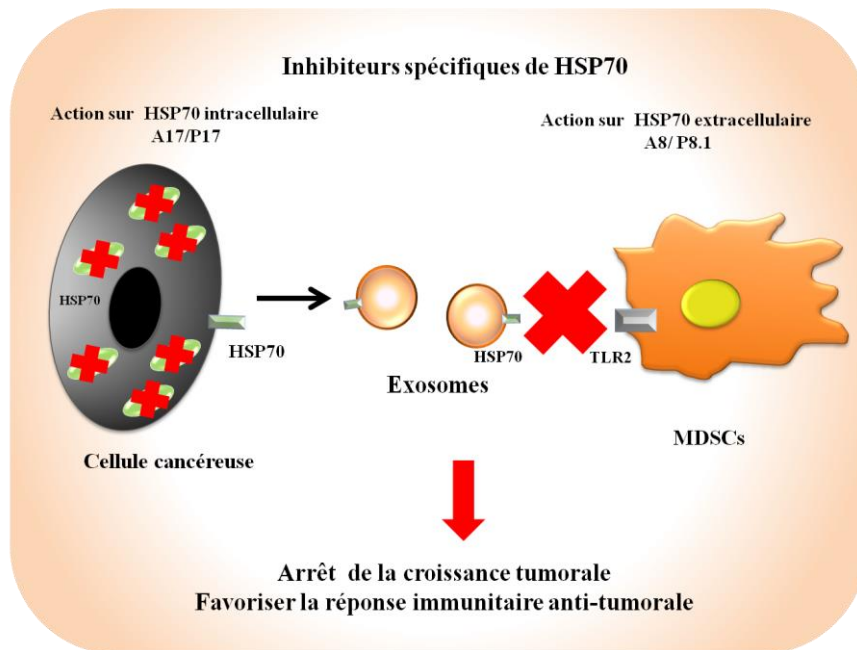 Inhibiteurs spécifiques de HSP70
Action sur HSP70 intracellulaire
A17/P17
Action sur HSP70 extracellulaire
A8/ P8.1
HSP70
HSP70
HSP70
TLR2
Exosomes
Cellule cancéreuse
MDSCs
Arrêt de la croissance tumorale
Favoriser la réponse immunitaire anti-tumorale